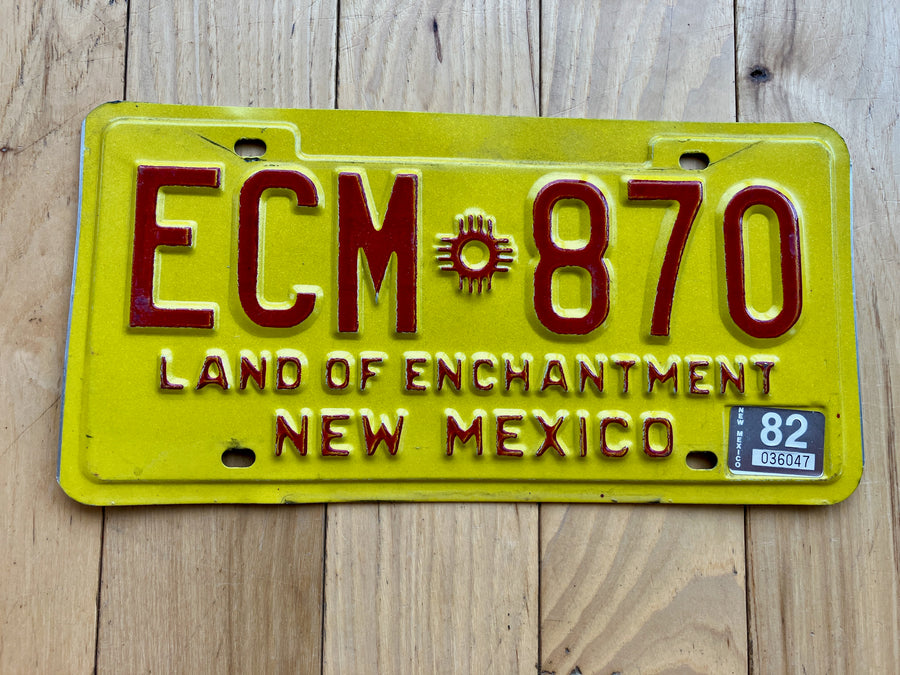 ECM 870
LAND OF ENCHANTMENT
NEW MEXICO
NEW MEXICO
82
036047